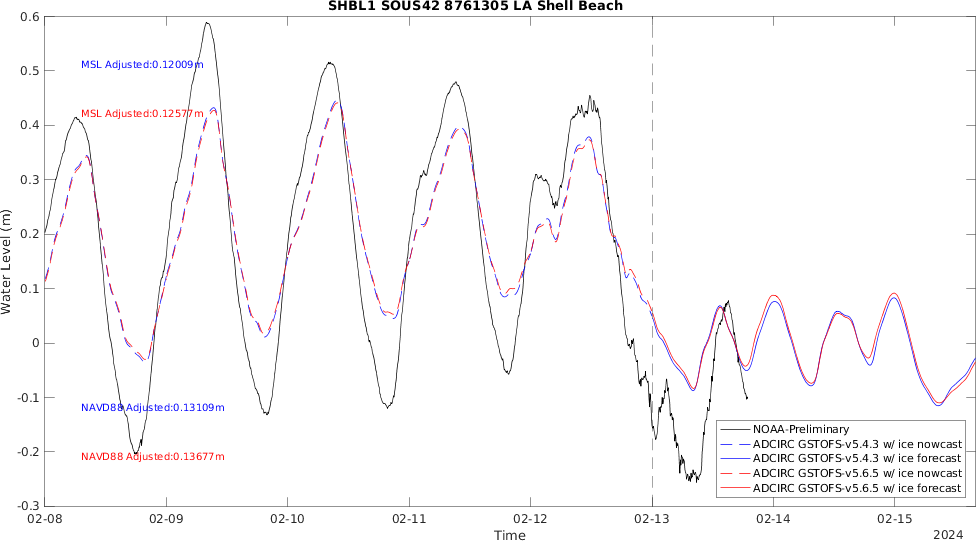 SHBL1 SOUS42 8761305 LA Shell Beach
0.6
0.5
0.4
0.3
0.2
0.1
0
-0.1
-0.2
-0.3
Water Level (m)
MSL Adjusted:0.12009m
MSL Adjusted:0.12577m
NAVD88 Adjusted:0.13109m
NAVD88 Adjusted:0.13677m
NOAA-Preliminary
ADCIRC GSTOFS-v5.4.3 w/ ice nowcast
ADCIRC GSTOFS-v5.4.3 w/ ice forecast
ADCIRC GSTOFS-v5.6.5 w/ ice nowcast
ADCIRC GSTOFS-v5.6.5 w/ ice forecast
02-08 02-09 02-10 02-11 02-12 02-13 02-14 02-15
Time
2024